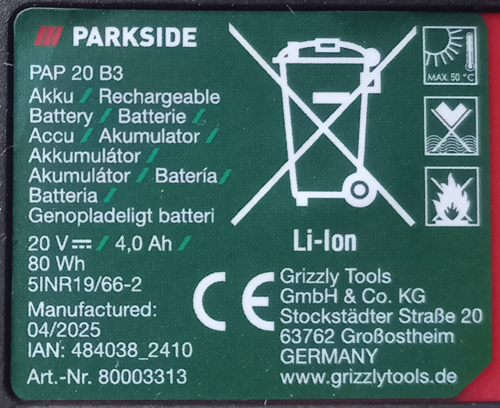 PARKSIDE
PAP 20 B3
Akku / Rechargeable
Battery / Batterie /
Accu / Akumulator /
Akkumulátor /
Akumulátor / Batería /
Batteria /
Genopladeligt batteri
20 V⎓ / 4,0 Ah /
80 Wh
5INR19/66-2
Manufactured:
04/2025
IAN: 484038_2410
Art.-Nr. 80003313
MAX. 50 °C
Li-Ion
CE
Grizzly Tools
GmbH & Co. KG
Stockstädter Straße 20
63762 Großostheim
GERMANY
www.grizzlytools.de